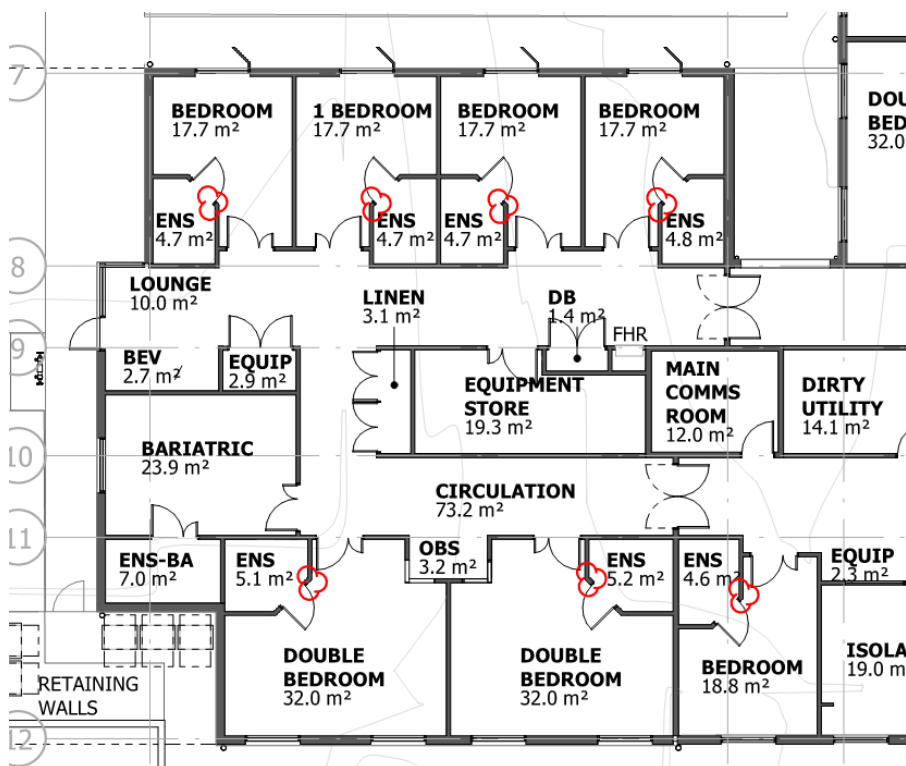 7
BEDROOM
17.7 m²
1 BEDROOM
17.7 m²
BEDROOM
17.7 m²
BEDROOM
17.7 m²
DOU
BED
32.0
ENS
4.7 m²
ENS
4.7 m²
ENS
4.7 m²
ENS
4.8 m²
8
LOUNGE
10.0 m²
LINEN
3.1 m²
DB
1.4 m²
FHR
9
BEV
2.7 m²
EQUIP
2.9 m²
EQUIPMENT
STORE
19.3 m²
MAIN
COMMS
ROOM
12.0 m²
DIRTY
UTILITY
14.1 m²
BARIATRIC
23.9 m²
10
CIRCULATION
73.2 m²
11
ENS-BA
7.0 m²
ENS
5.1 m²
OBS
3.2 m²
ENS
5.2 m²
ENS
4.6 m²
EQUIP
2.3 m²
DOUBLE
BEDROOM
32.0 m²
DOUBLE
BEDROOM
32.0 m²
BEDROOM
18.8 m²
ISOLA
19.0 m²
RETAINING
WALLS
12